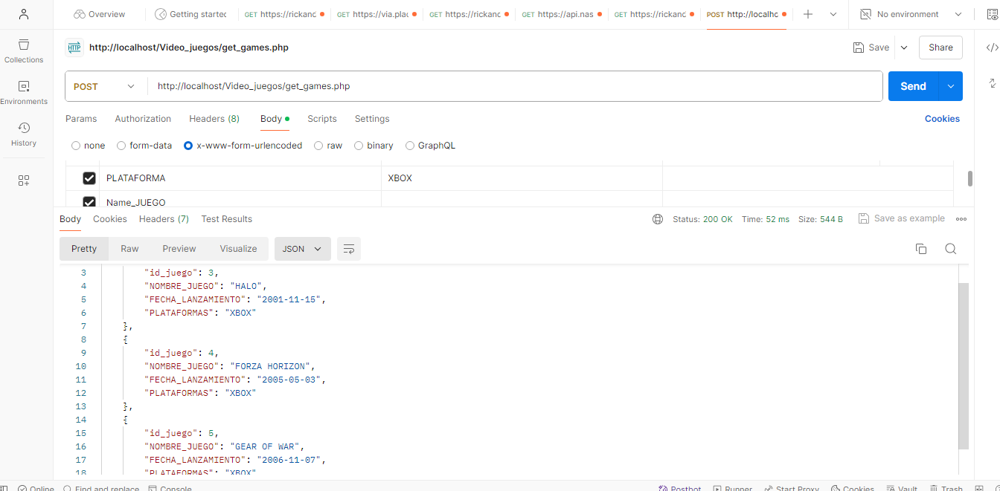 Overview Getting started GET https://rickanc GET https://via.plac GET https://rickanc GET https://api.nas GET https://rickanc POST http://localhc No environment
Collections
Environments
History
HTTP http://localhost/Video_juegos/get_games.php Save Share
POST http://localhost/Video_juegos/get_games.php Send
Params Authorization Headers (8) Body Scripts Settings Cookies
none form-data x-www-form-urlencoded raw binary GraphQL
PLATAFORMA XBOX
Name_JUEGO
Body Cookies Headers (7) Test Results Status: 200 OK Time: 52 ms Size: 544 B Save as example
Pretty Raw Preview Visualize JSON
3 "id_juego": 3,
4 "NOMBRE_JUEGO": "HALO",
5 "FECHA_LANZAMIENTO": "2001-11-15",
6 "PLATAFORMAS": "XBOX"
7 },
8 {
9 "id_juego": 4,
10 "NOMBRE_JUEGO": "FORZA HORIZON",
11 "FECHA_LANZAMIENTO": "2005-05-03",
12 "PLATAFORMAS": "XBOX"
13 },
14 {
15 "id_juego": 5,
16 "NOMBRE_JUEGO": "GEAR OF WAR",
17 "FECHA_LANZAMIENTO": "2006-11-07",
18 "PLATAFORMAS": "XBOX"
Online Find and replace Console Postbot Runner Start Proxy Cookies Vault Trash